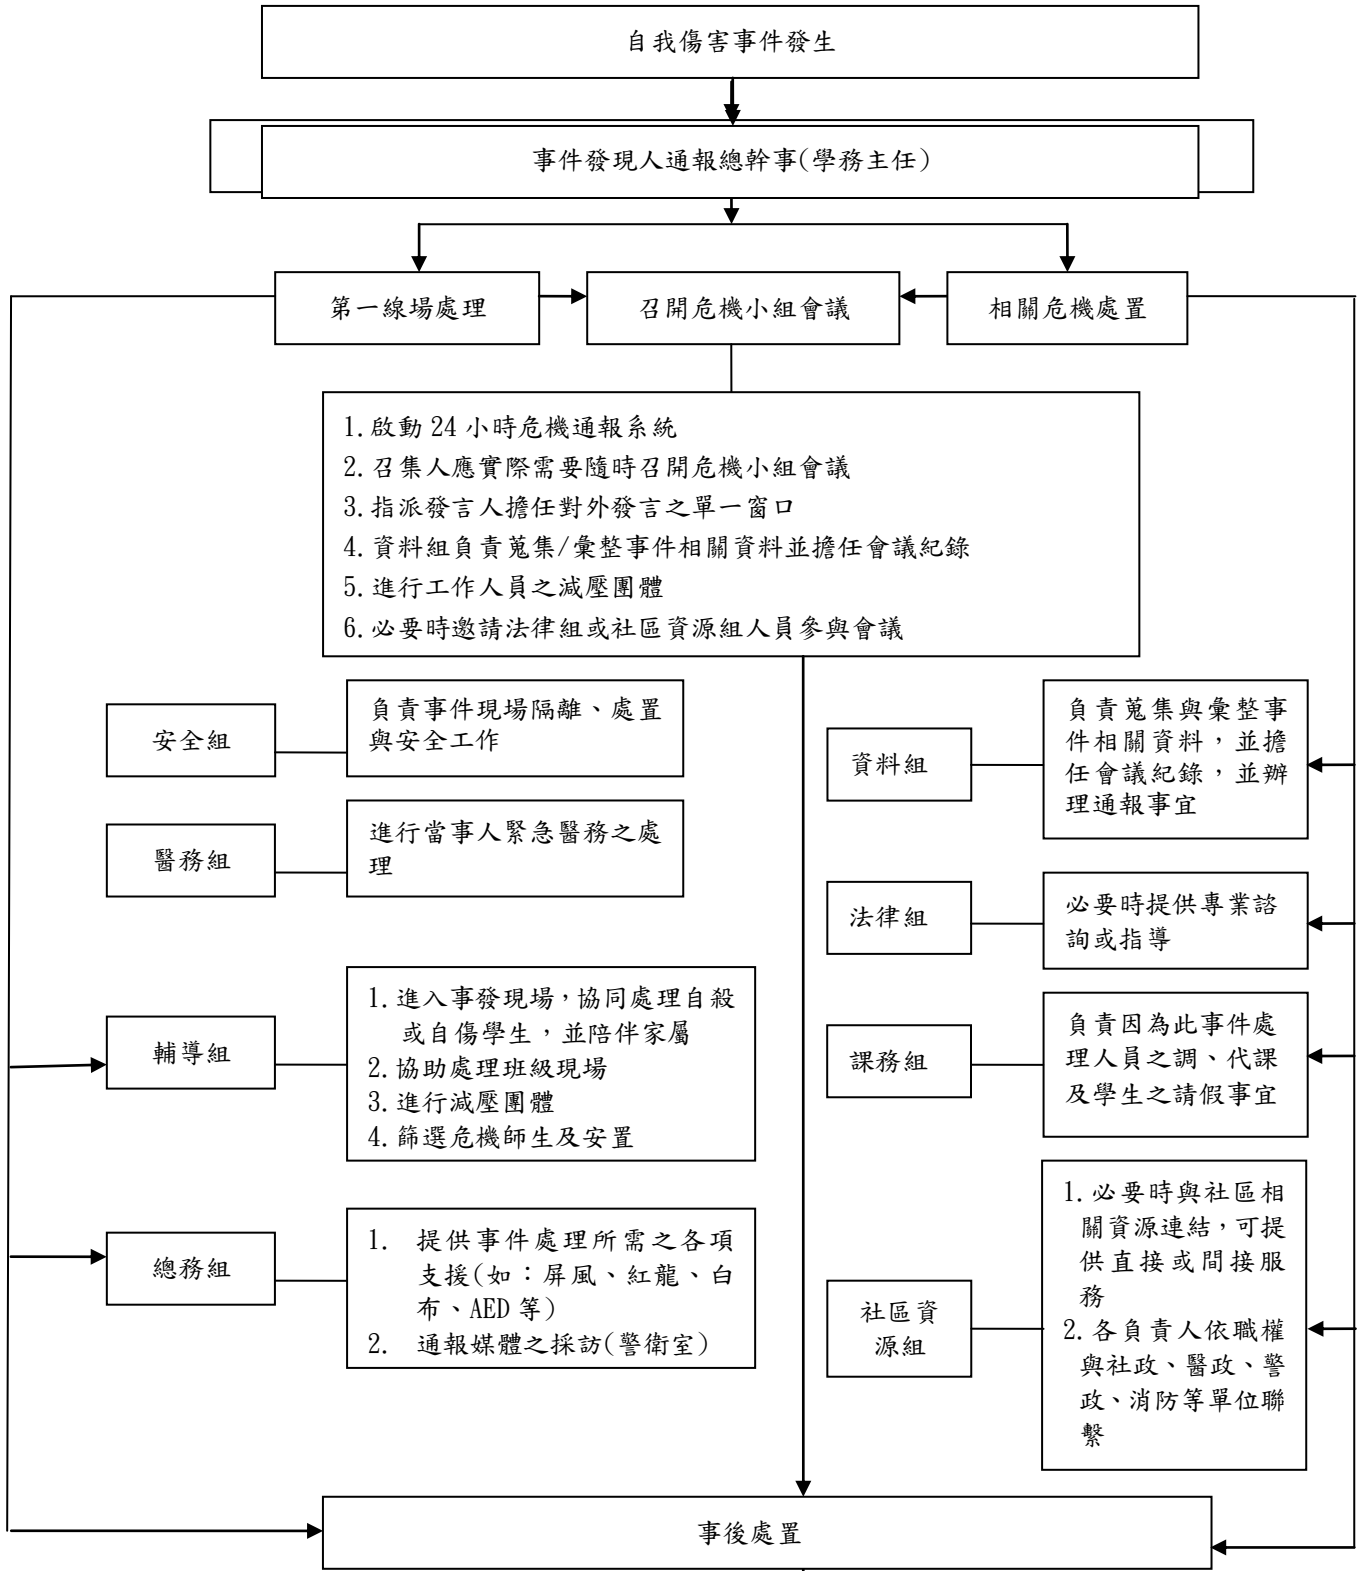 自我傷害事件發生
事件發現人通報總幹事(學務主任)
第一線場處理
召開危機小組會議
相關危機處置
1.啟動 24 小時危機通報系統
2.召集人應實際需要隨時召開危機小組會議
3.指派發言人擔任對外發言之單一窗口
4.資料組負責蒐集/彙整事件相關資料並擔任會議紀錄
5.進行工作人員之減壓團體
6.必要時邀請法律組或社區資源組人員參與會議
安全組
負責事件現場隔離、處置
與安全工作
醫務組
進行當事人緊急醫務之處
理
輔導組
1.進入事發現場，協同處理自殺
或自傷學生，並陪伴家屬
2.協助處理班級現場
3.進行減壓團體
4.篩選危機師生及安置
總務組
1. 提供事件處理所需之各項
支援(如：屏風、紅龍、白
布、AED 等)
2. 通報媒體之採訪(警衛室)
資料組
負責蒐集與彙整事
件相關資料，並擔
任會議紀錄，並辦
理通報事宜
法律組
必要時提供專業諮
詢或指導
課務組
負責因為此事件處
理人員之調、代課
及學生之請假事宜
社區資
源組
1.必要時與社區相
關資源連結，可提
供直接或間接服
務
2.各負責人依職權
與社政、醫政、警
政、消防等單位聯
繫
事後處置